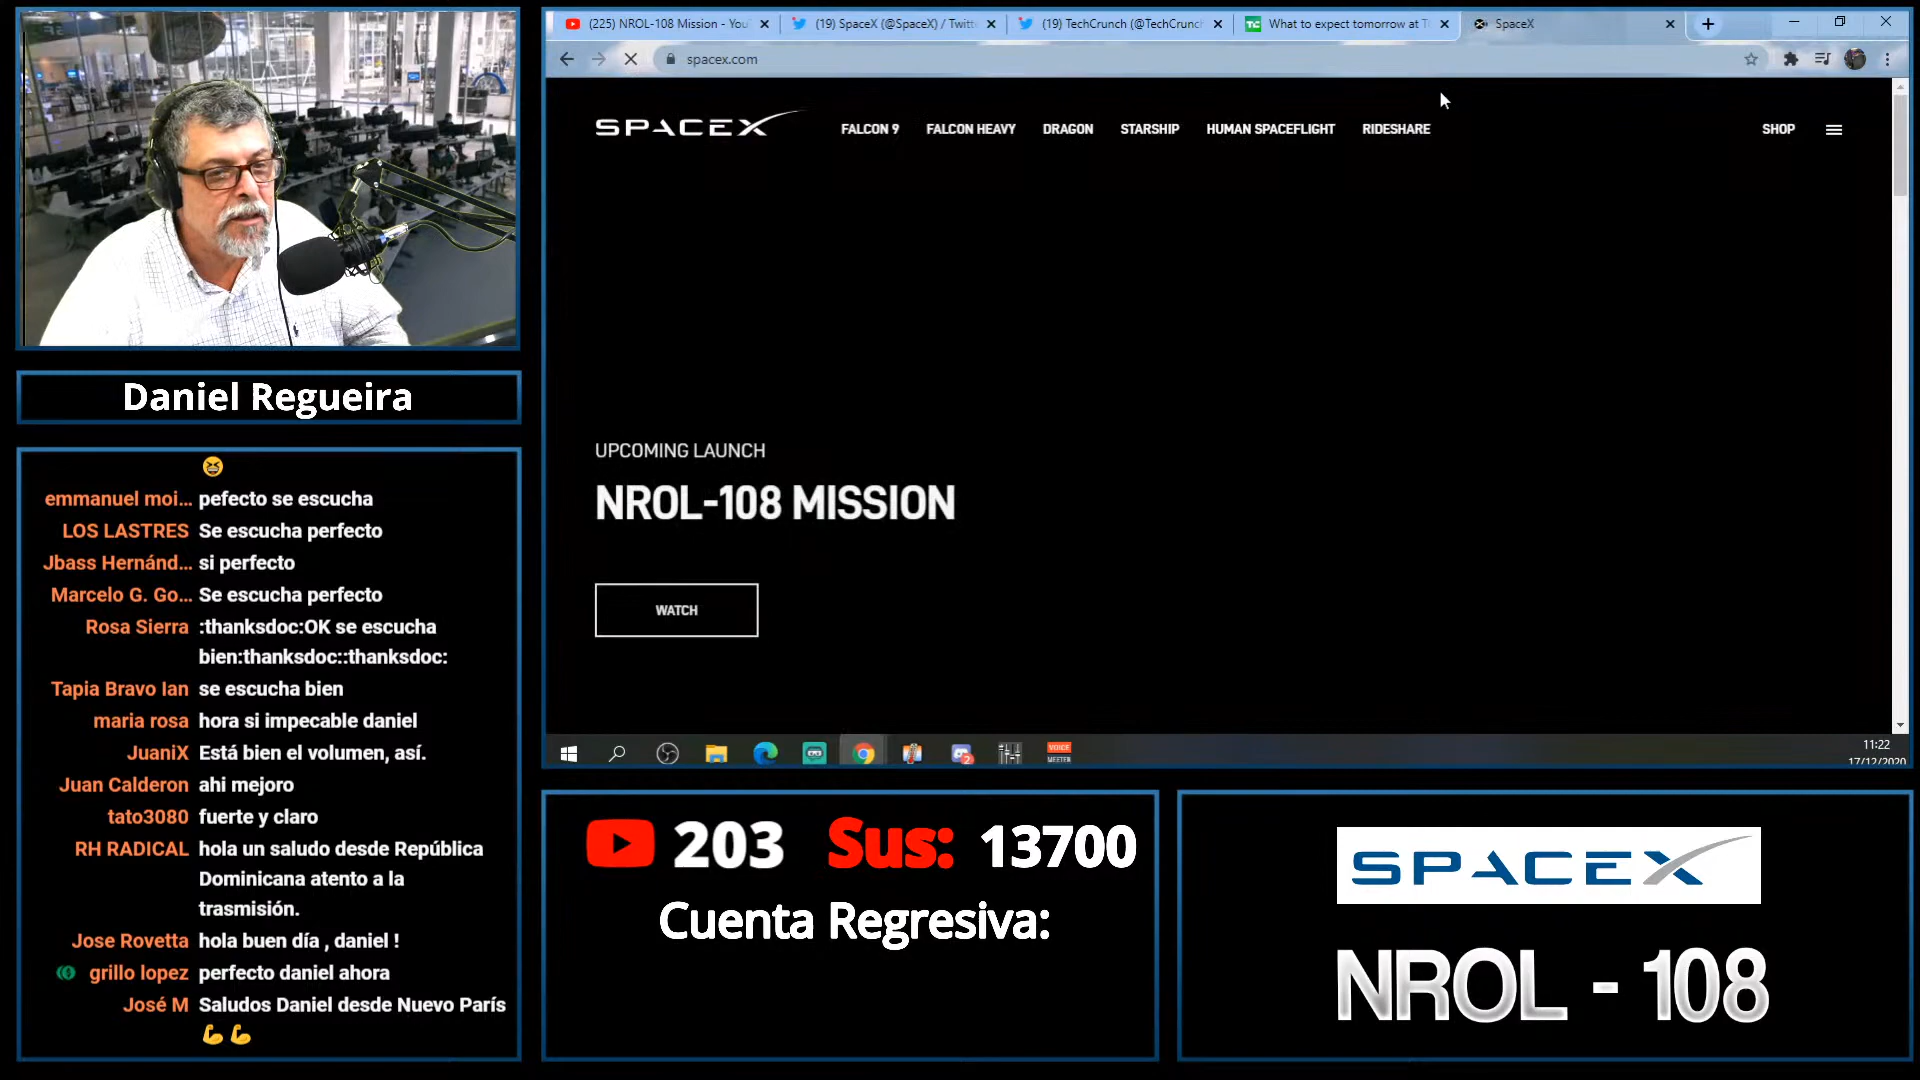 (225) NROL-108 Mission - You
(19) SpaceX (@SpaceX) / Twitt
(19) TechCrunch (@TechCrunch
What to expect tomorrow at T
SpaceX
spacex.com
SPACEX
FALCON 9
FALCON HEAVY
DRAGON
STARSHIP
HUMAN SPACEFLIGHT
RIDESHARE
SHOP
UPCOMING LAUNCH
NROL-108 MISSION
WATCH
11:22
17/12/2020
Daniel Regueira
emmanuel moi... pefecto se escucha
LOS LASTRES Se escucha perfecto
Jbass Hernánd... si perfecto
Marcelo G. Go... Se escucha perfecto
Rosa Sierra :thanksdoc:OK se escucha
bien:thanksdoc::thanksdoc:
Tapia Bravo Ian se escucha bien
maria rosa hora si impecable daniel
JuaniX Está bien el volumen, así.
Juan Calderon ahi mejoro
tato3080 fuerte y claro
RH RADICAL hola un saludo desde República
Dominicana atento a la
trasmisión.
Jose Rovetta hola buen día , daniel !
grillo lopez perfecto daniel ahora
José M Saludos Daniel desde Nuevo París
💪💪
203 Sus: 13700
Cuenta Regresiva:
SPACEX
NROL - 108